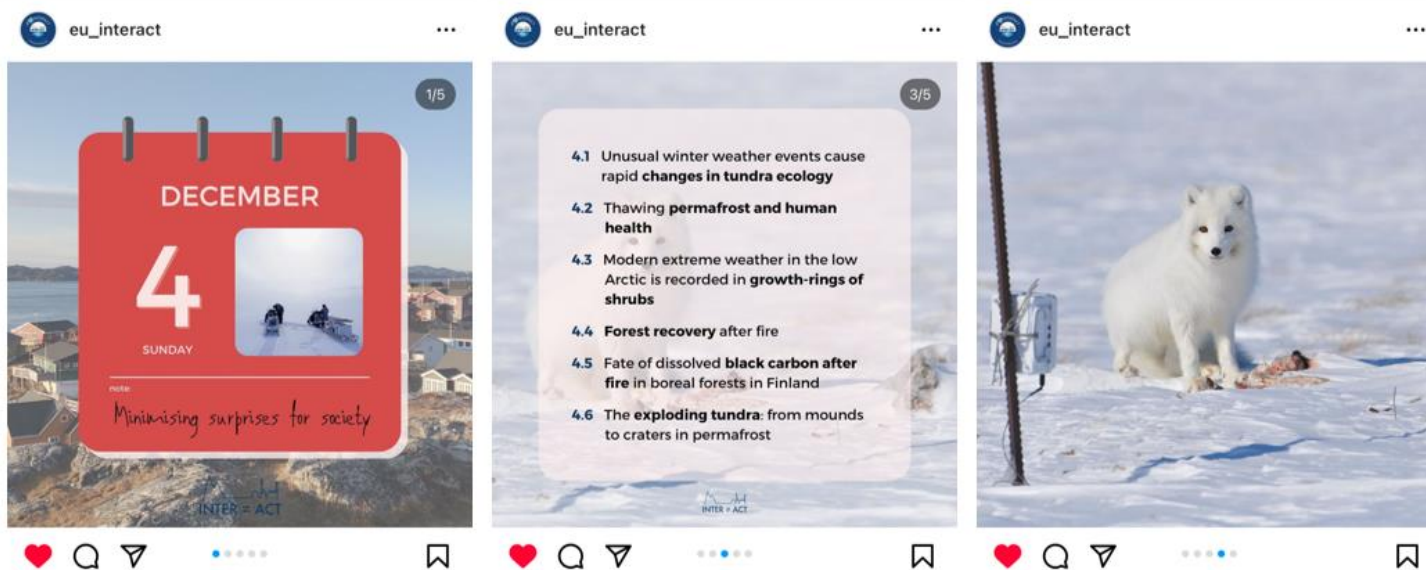 eu_interact
1/5
DECEMBER
4
SUNDAY
note:
Minimising surprises for society
INTER = ACT
eu_interact
3/5
4.1 Unusual winter weather events cause
rapid changes in tundra ecology
4.2 Thawing permafrost and human
health
4.3 Modern extreme weather in the low
Arctic is recorded in growth-rings of
shrubs
4.4 Forest recovery after fire
4.5 Fate of dissolved black carbon after
fire in boreal forests in Finland
4.6 The exploding tundra: from mounds
to craters in permafrost
INTER = ACT
eu_interact